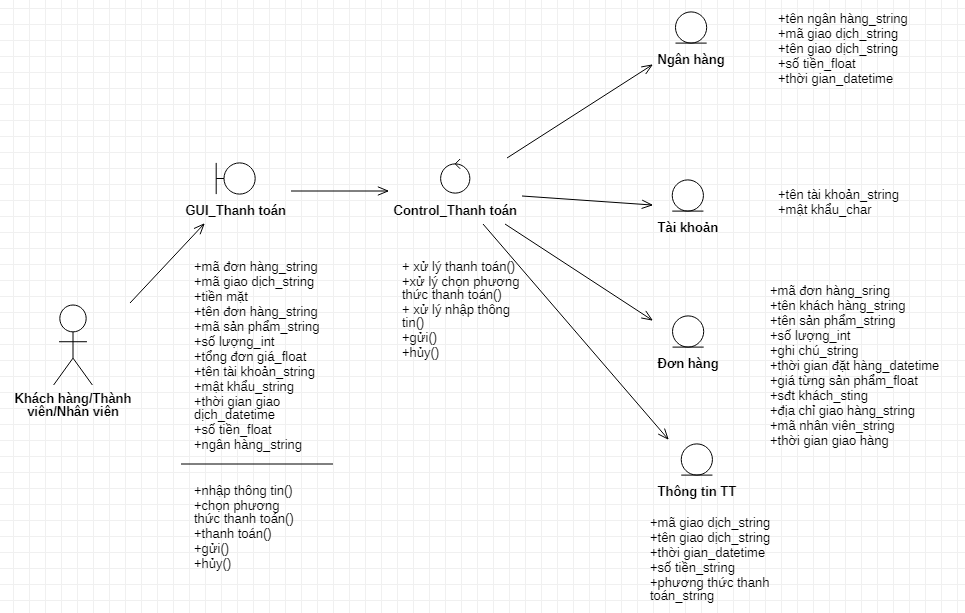 Khách hàng/Thành
viên/Nhân viên
GUI_Thanh toán
+mã đơn hàng_string
+mã giao dịch_string
+tiền mặt
+tên đơn hàng_string
+mã sản phẩm_string
+số lượng_int
+tổng đơn giá_float
+tên tài khoản_string
+mật khẩu_string
+thời gian giao
dịch_datetime
+số tiền_float
+ngân hàng_string
+nhập thông tin()
+chọn phương
thức thanh toán()
+thanh toán()
+gửi()
+hủy()
Control_Thanh toán
+ xử lý thanh toán()
+xử lý chọn phương
thức thanh toán()
+ xử lý nhập thông
tin()
+gửi()
+hủy()
Ngân hàng
+tên ngân hàng_string
+mã giao dịch_string
+tên giao dịch_string
+số tiền_float
+thời gian_datetime
Tài khoản
+tên tài khoản_string
+mật khẩu_char
Đơn hàng
+mã đơn hàng_sring
+tên khách hàng_string
+tên sản phẩm_string
+số lượng_int
+ghi chú_string
+thời gian đặt hàng_datetime
+giá từng sản phẩm_float
+sđt khách_sting
+địa chỉ giao hàng_string
+mã nhân viên_string
+thời gian giao hàng
Thông tin TT
+mã giao dịch_string
+tên giao dịch_string
+thời gian_datetime
+số tiền_string
+phương thức thanh
toán_string